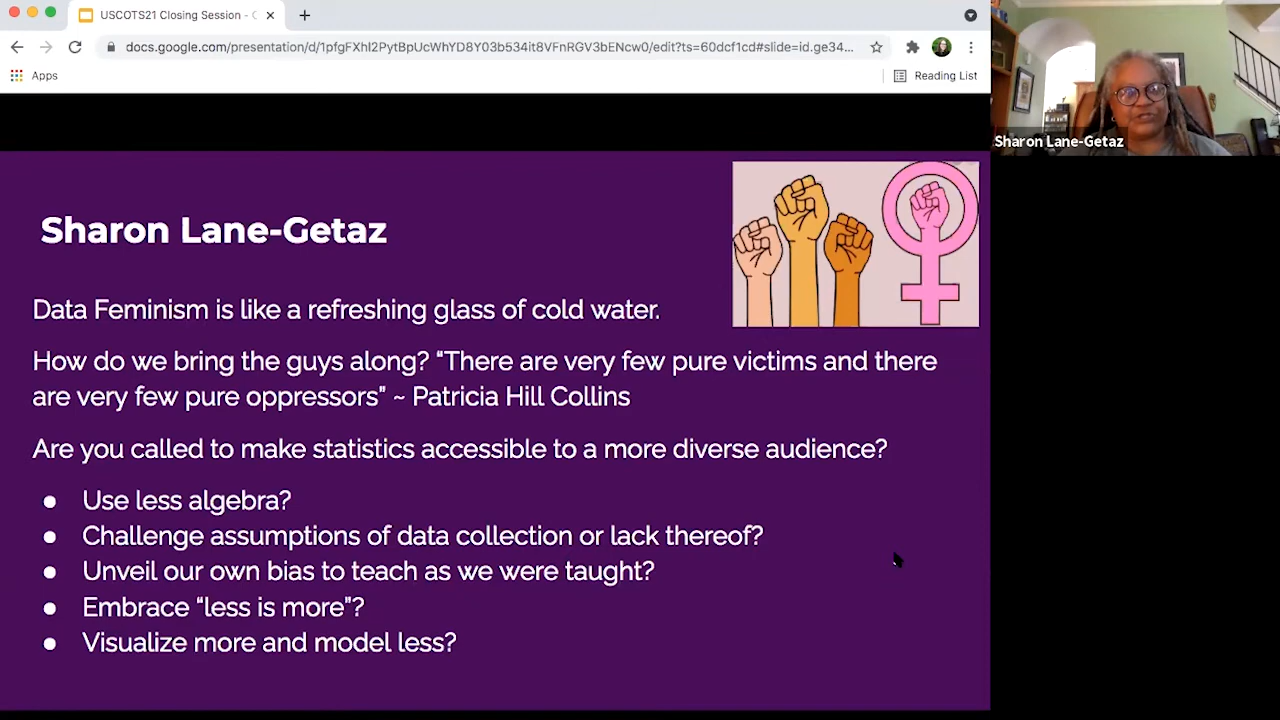 USCOTS21 Closing Session - C
docs.google.com/presentation/d/1pfgFXhI2PytBpUcWhYD8Y03b534it8VFnRGV3bENcw0/edit?ts=60dcf1cd#slide=id.ge34...
Apps
Reading List
Sharon Lane-Getaz
Sharon Lane-Getaz
Data Feminism is like a refreshing glass of cold water.
How do we bring the guys along? “There are very few pure victims and there
are very few pure oppressors” ~ Patricia Hill Collins
Are you called to make statistics accessible to a more diverse audience?
● Use less algebra?
● Challenge assumptions of data collection or lack thereof?
● Unveil our own bias to teach as we were taught?
● Embrace “less is more”?
● Visualize more and model less?